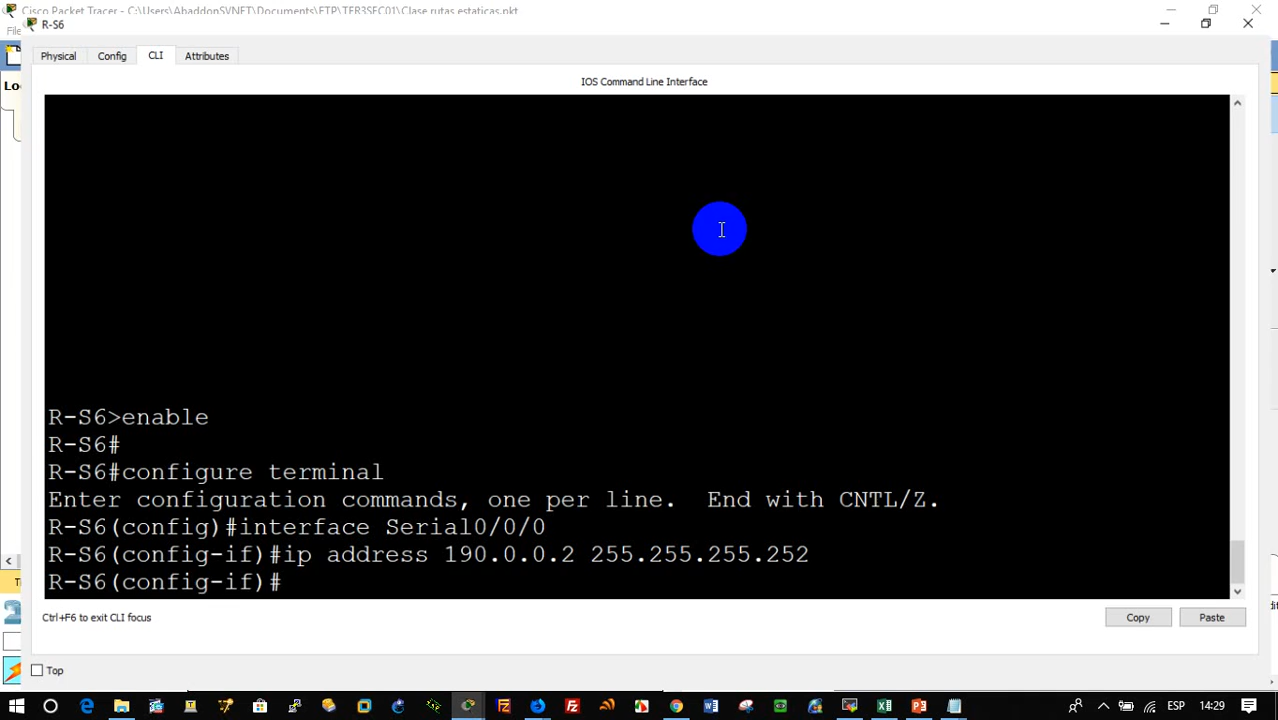 Cisco Packet Tracer - C:\Users\AbaddonSVNET\Documents\FTP\TER3SEC01\Clase rutas estaticas.pkt
R-S6
Physical Config CLI Attributes
IOS Command Line Interface
R-S6>enable
R-S6#
R-S6#configure terminal
Enter configuration commands, one per line.  End with CNTL/Z.
R-S6(config)#interface Serial0/0/0
R-S6(config-if)#ip address 190.0.0.2 255.255.255.252
R-S6(config-if)#
Ctrl+F6 to exit CLI focus
Copy Paste
Top
ESP 14:29